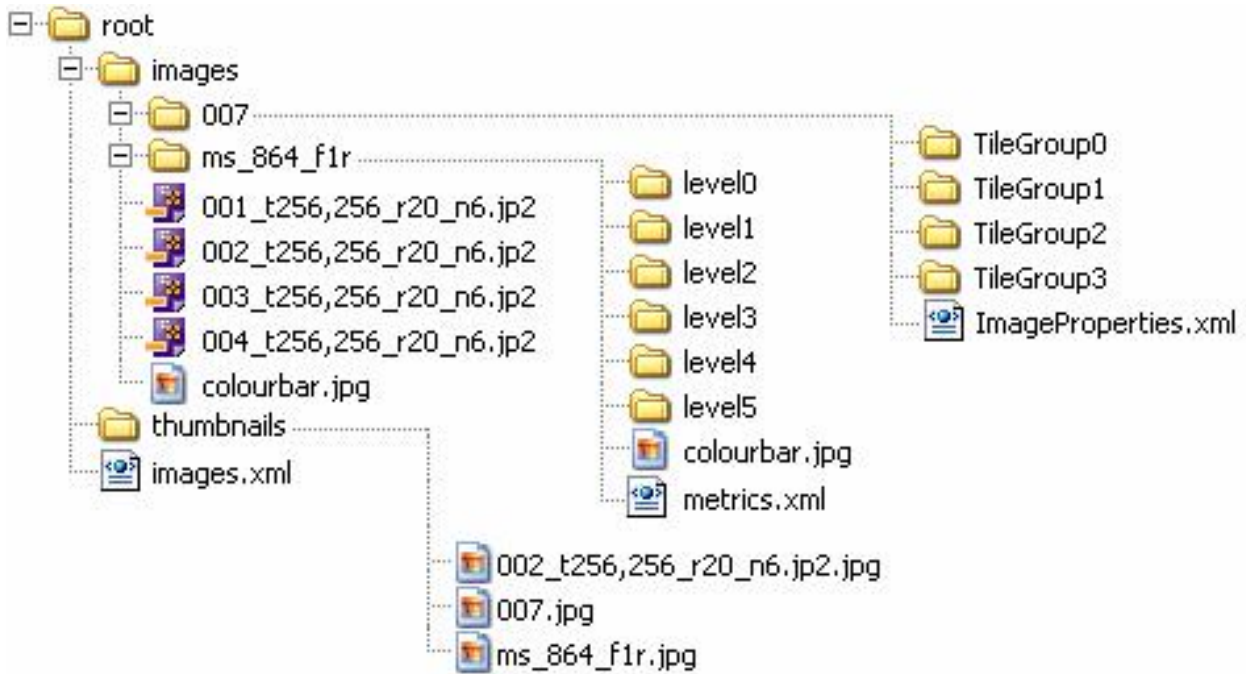 root
images
007
ms_864_f1r
001_t256,256_r20_n6.jp2
002_t256,256_r20_n6.jp2
003_t256,256_r20_n6.jp2
004_t256,256_r20_n6.jp2
colourbar.jpg
thumbnails
images.xml
level0
level1
level2
level3
level4
level5
colourbar.jpg
metrics.xml
TileGroup0
TileGroup1
TileGroup2
TileGroup3
ImageProperties.xml
002_t256,256_r20_n6.jp2.jpg
007.jpg
ms_864_f1r.jpg